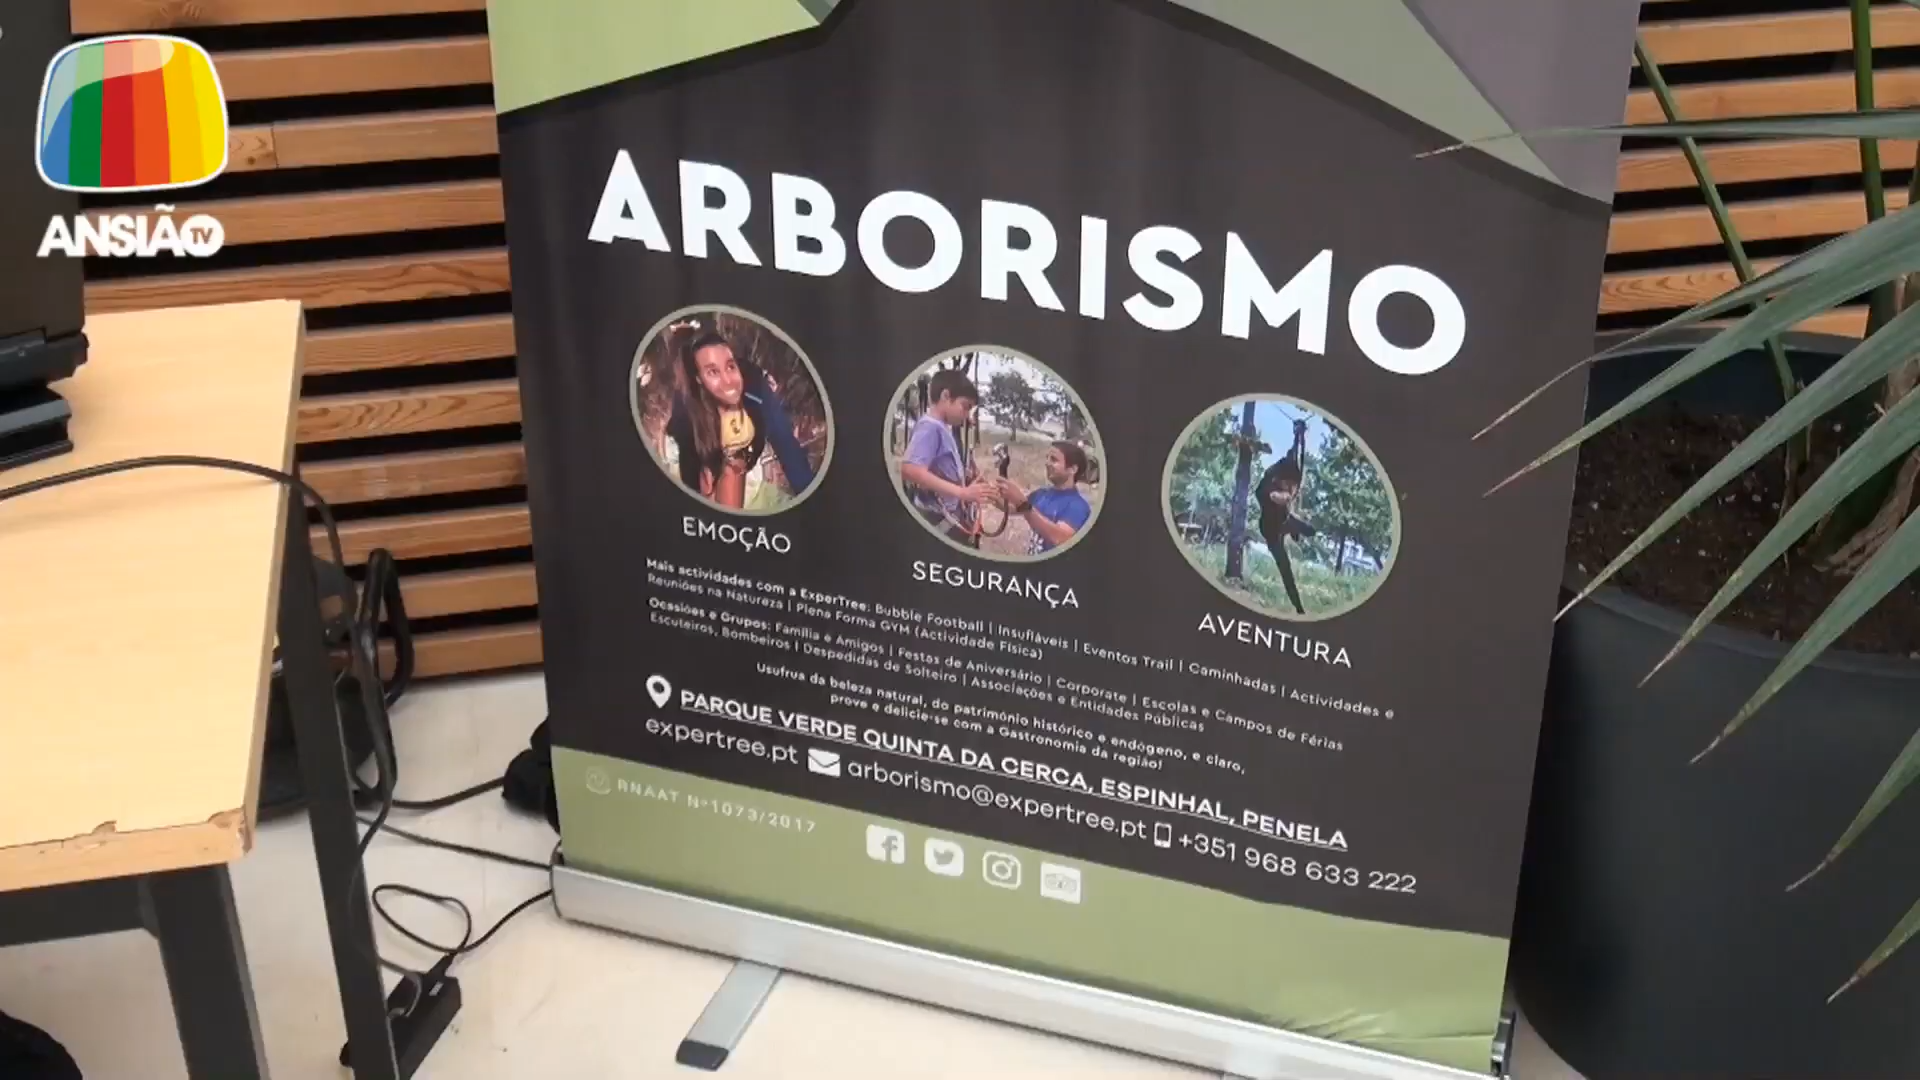 ANSIÃO TV
ARBORISMO
EMOÇÃO
SEGURANÇA
AVENTURA
Mais actividades com a ExperTree: Bubble Football | Insufláveis | Eventos Trail | Caminhadas | Actividades e
Reuniões na Natureza | Plena Forma GYM (Actividade Física)
Ocasiões e Grupos: Família e Amigos | Festas de Aniversário | Corporate | Escolas e Campos de Férias
Escuteiros, Bombeiros | Despedidas de Solteiro | Associações e Entidades Públicas
Usufrua da beleza natural, do património histórico e endógeno, e claro,
prove e delicie-se com a Gastronomia da região!
PARQUE VERDE QUINTA DA CERCA, ESPINHAL, PENELA
expertree.pt arborismo@expertree.pt +351 968 633 222
RNAAT Nº1073/2017